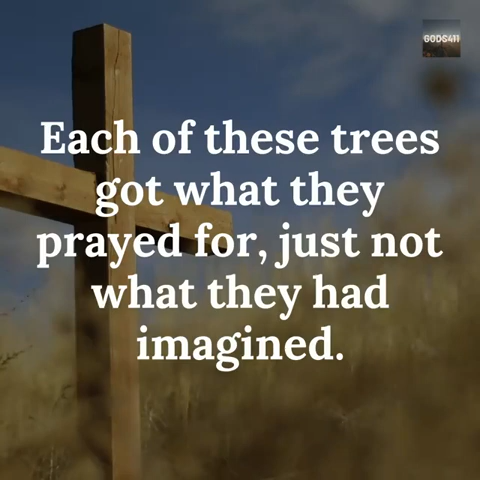 GODS411
Each of these trees
got what they
prayed for, just not
what they had
imagined.